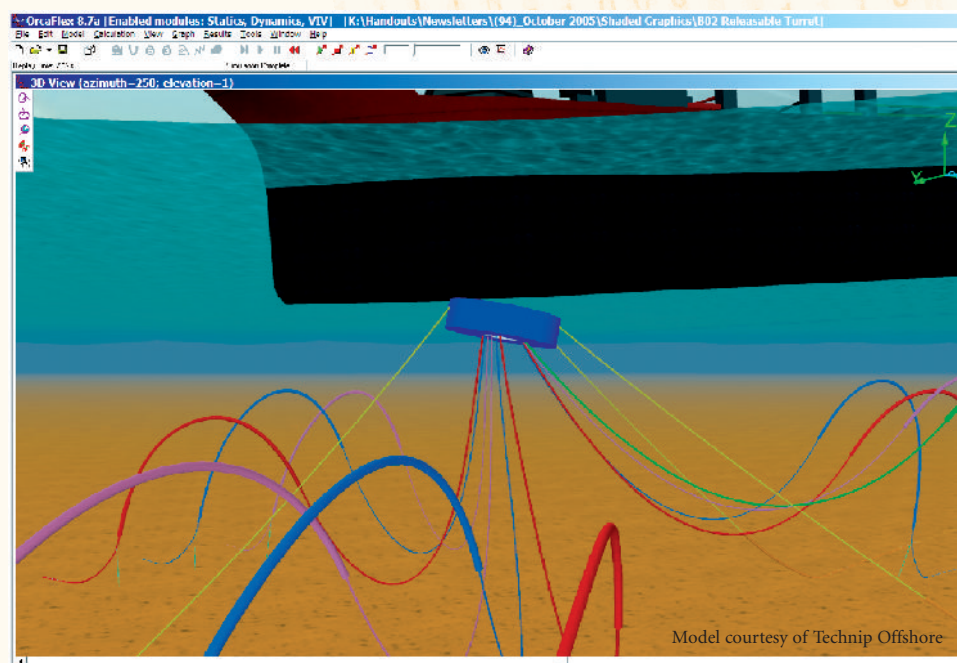 OrcaFlex 8.7a [Enabled modules: Statics, Dynamics, VIV] [K:\Handouts\Newsletters\(94)_October 2005\Shaded Graphics\B02 Releasable Turret]
File Edit Model Calculation View Graph Results Tools Window Help
3D View (azimuth=250; elevation=1)
Z
Y
Model courtesy of Technip Offshore